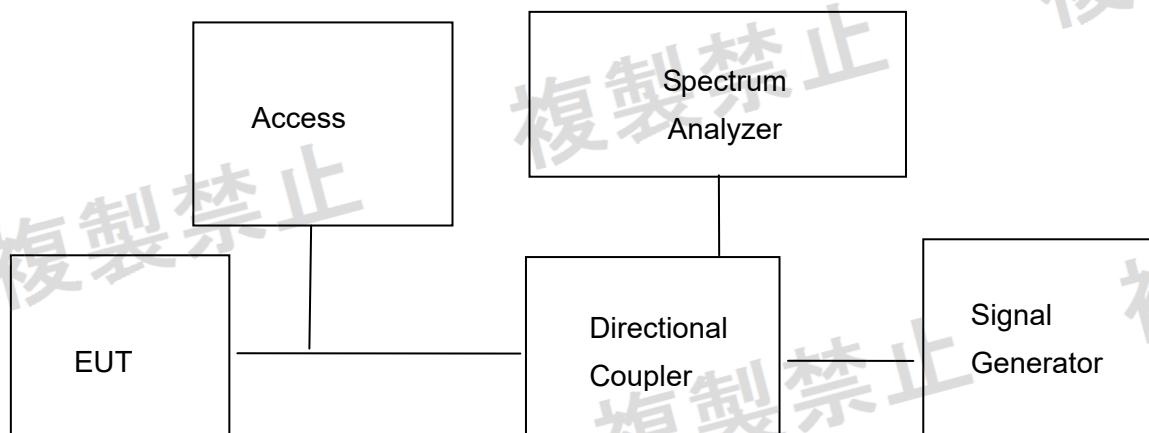 Access
Spectrum
Analyzer
複製禁止
複製禁止
EUT
Directional
Coupler
Signal
Generator
複製禁止